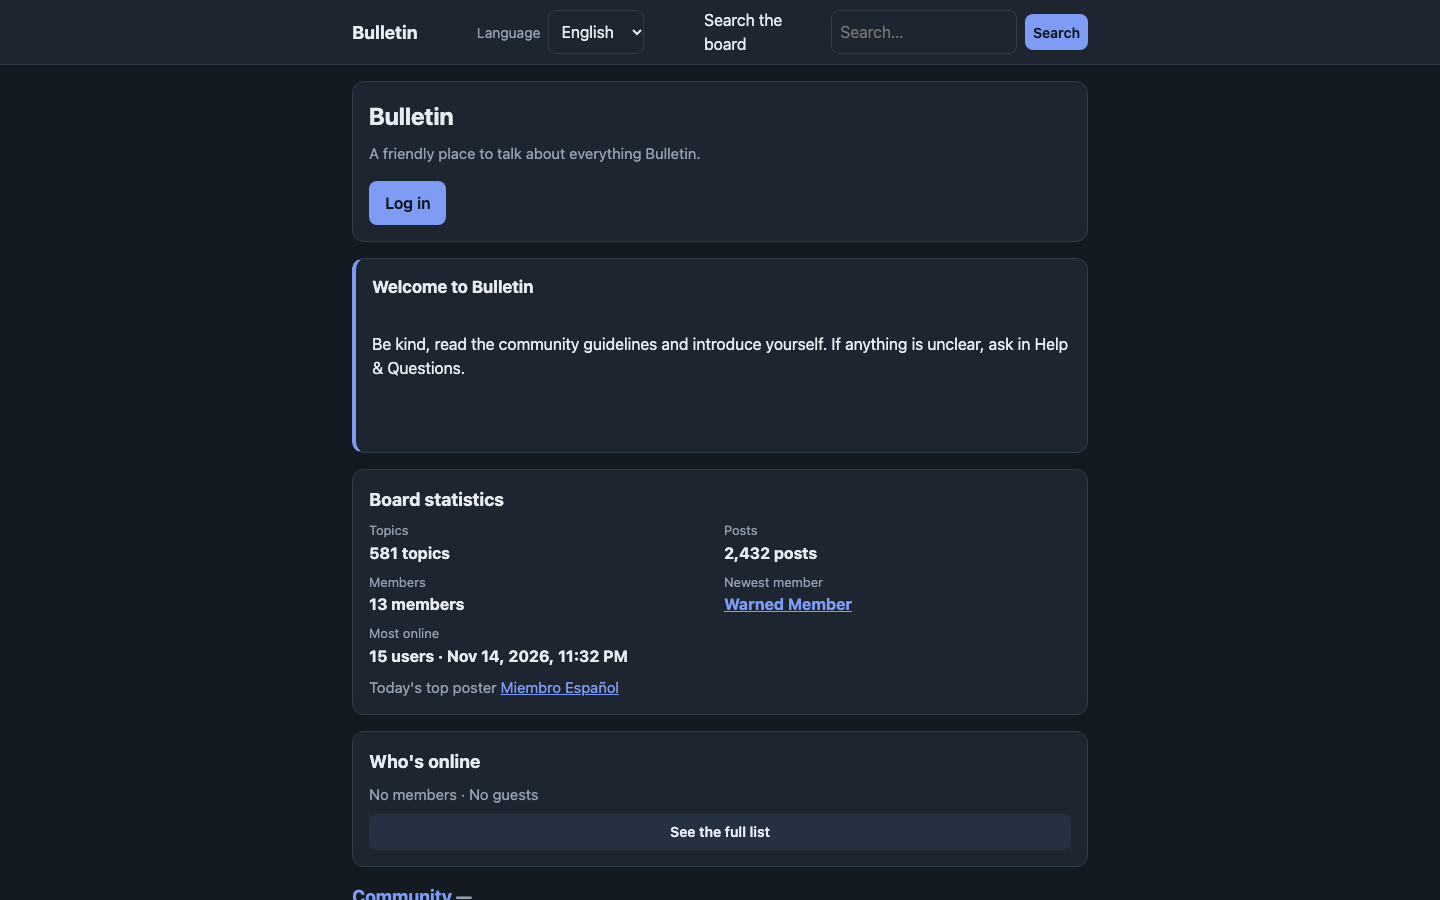 Bulletin
Language
English
Search the
board
Search...
Search
Bulletin
A friendly place to talk about everything Bulletin.
Log in
Welcome to Bulletin
Be kind, read the community guidelines and introduce yourself. If anything is unclear, ask in Help
& Questions.
Board statistics
Topics
581 topics
Posts
2,432 posts
Members
13 members
Newest member
Warned Member
Most online
15 users · Nov 14, 2026, 11:32 PM
Today's top poster Miembro Español
Who's online
No members · No guests
See the full list
Community —